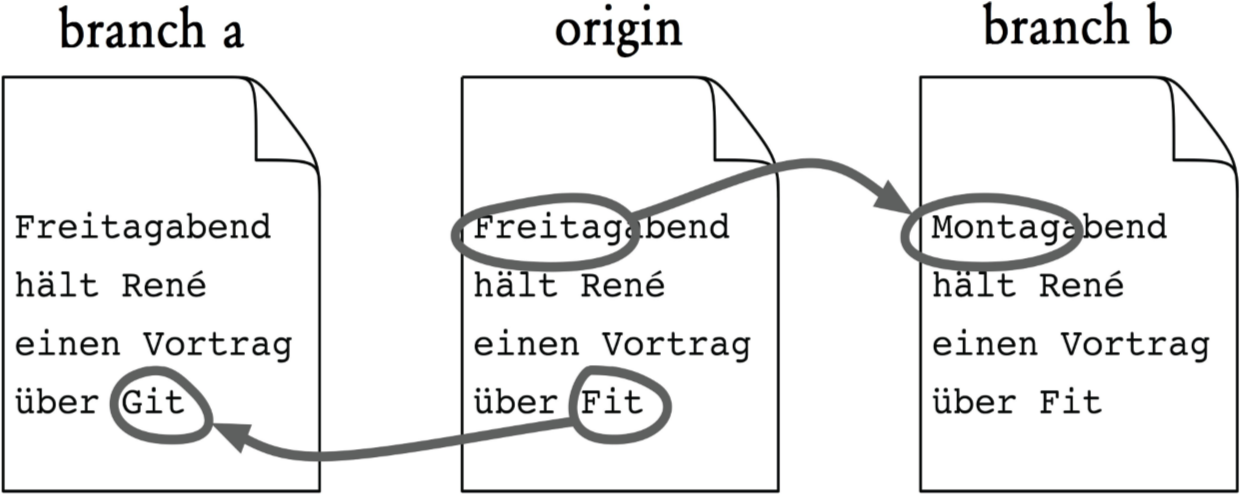 branch a
Freitagabend
hält René
einen Vortrag
über Git
origin
Freitagabend
hält René
einen Vortrag
über Fit
branch b
Montagabend
hält René
einen Vortrag
über Fit